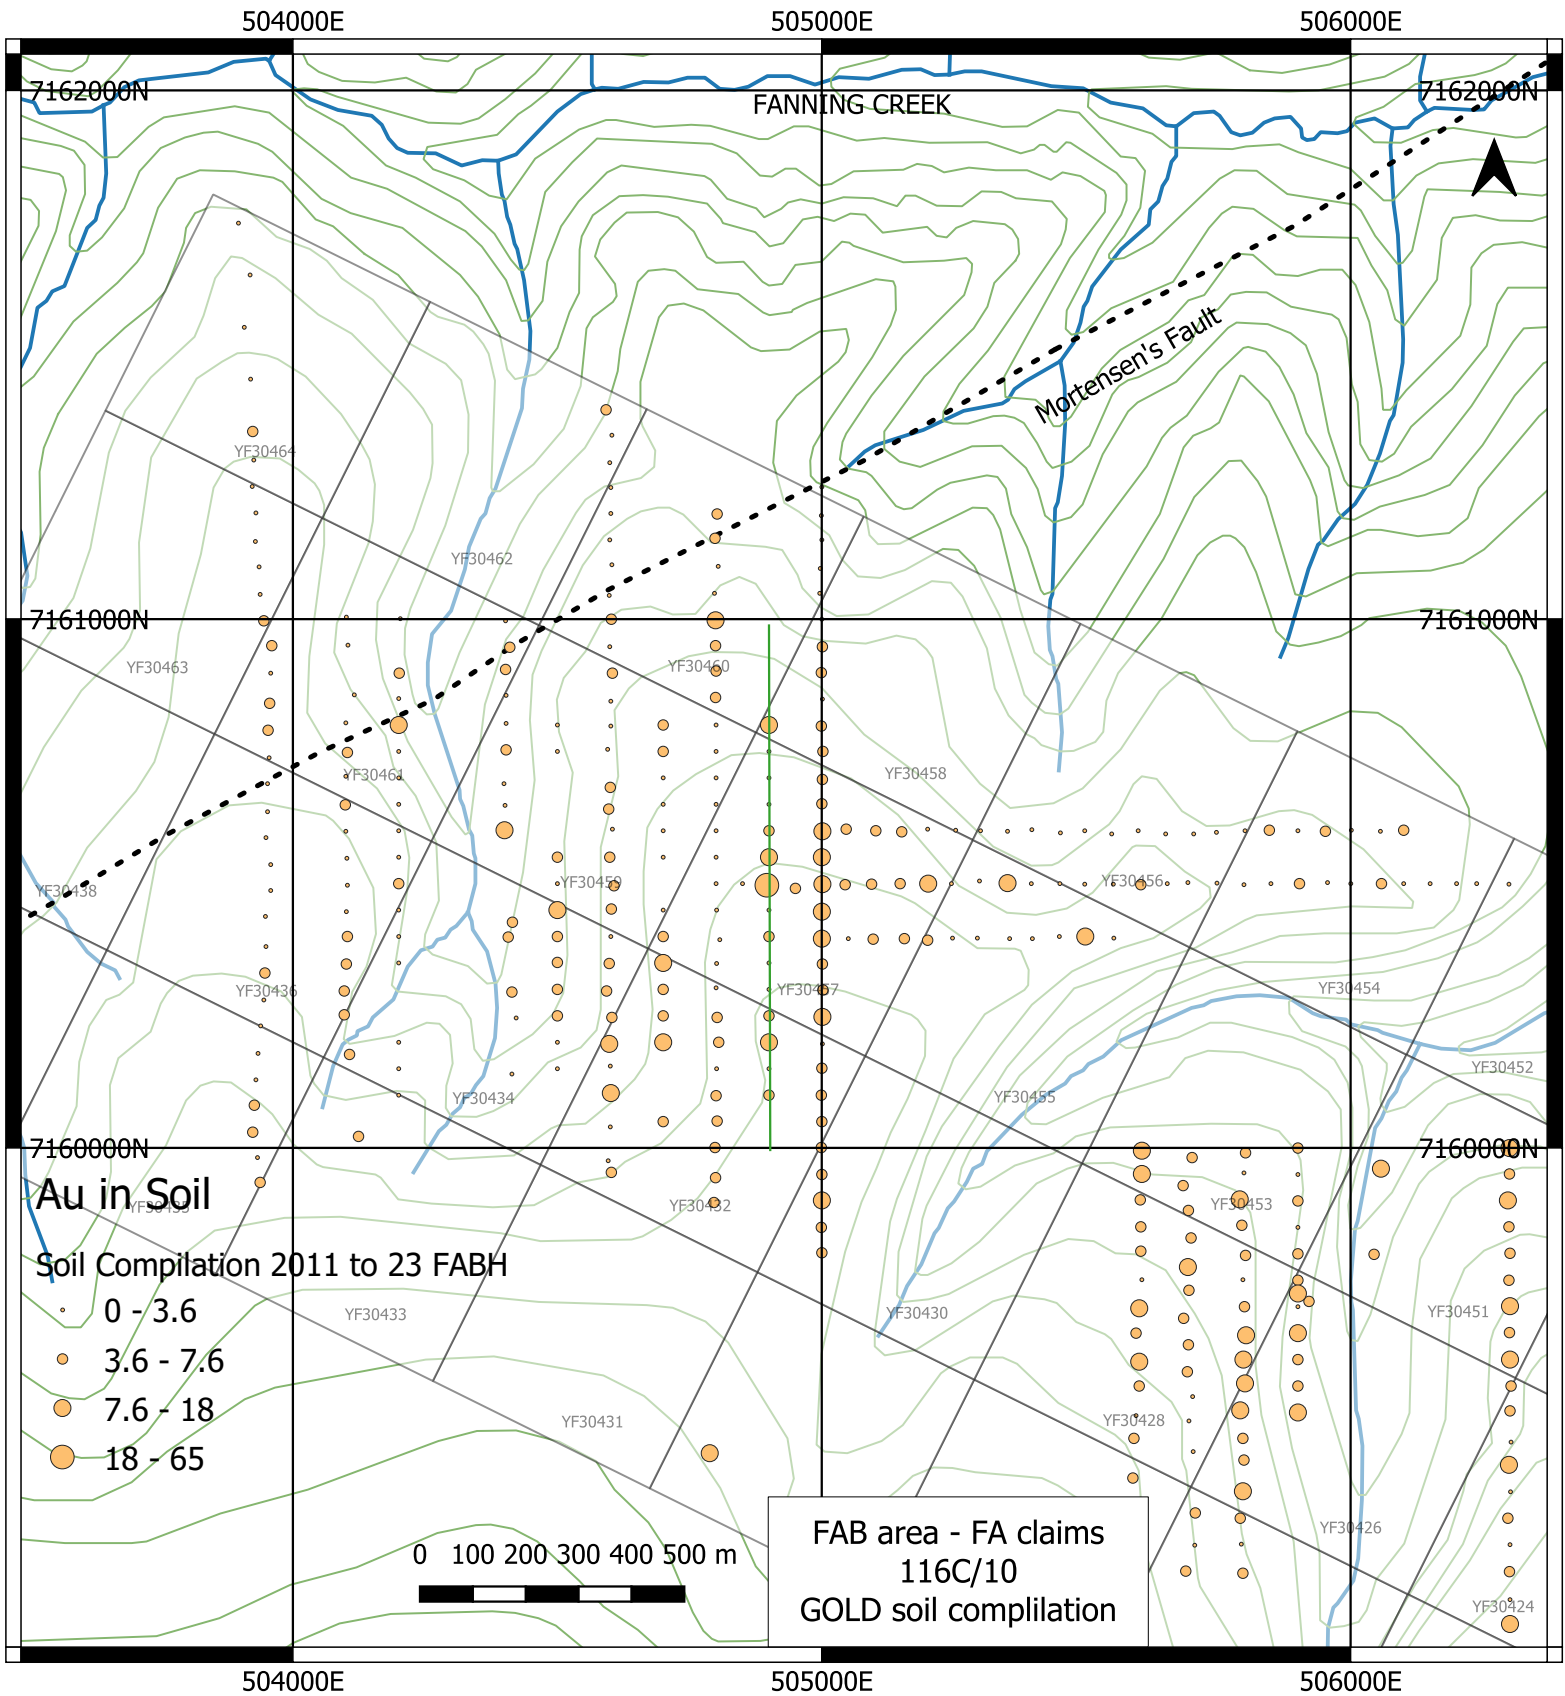 504000E 505000E 506000E
7162000N 7162000N
FANNING CREEK
Mortensen's Fault
YF30464
YF30462
7161000N 7161000N
YF30463 YF30460
YF30461 YF30458
YF30438 YF30459 YF30456
YF30436 YF30457 YF30454
YF30452
YF30434 YF30455
7160000N 7160000N
Au in Soil
YF30435 YF30432 YF30453
Soil Compilation 2011 to 23 FABH
0 - 3.6
YF30433 YF30430 YF30451
3.6 - 7.6
7.6 - 18
YF30431 YF30428
18 - 65
YF30426
FAB area - FA claims
0 100 200 300 400 500 m
116C/10
GOLD soil complilation
YF30424
504000E 505000E 506000E